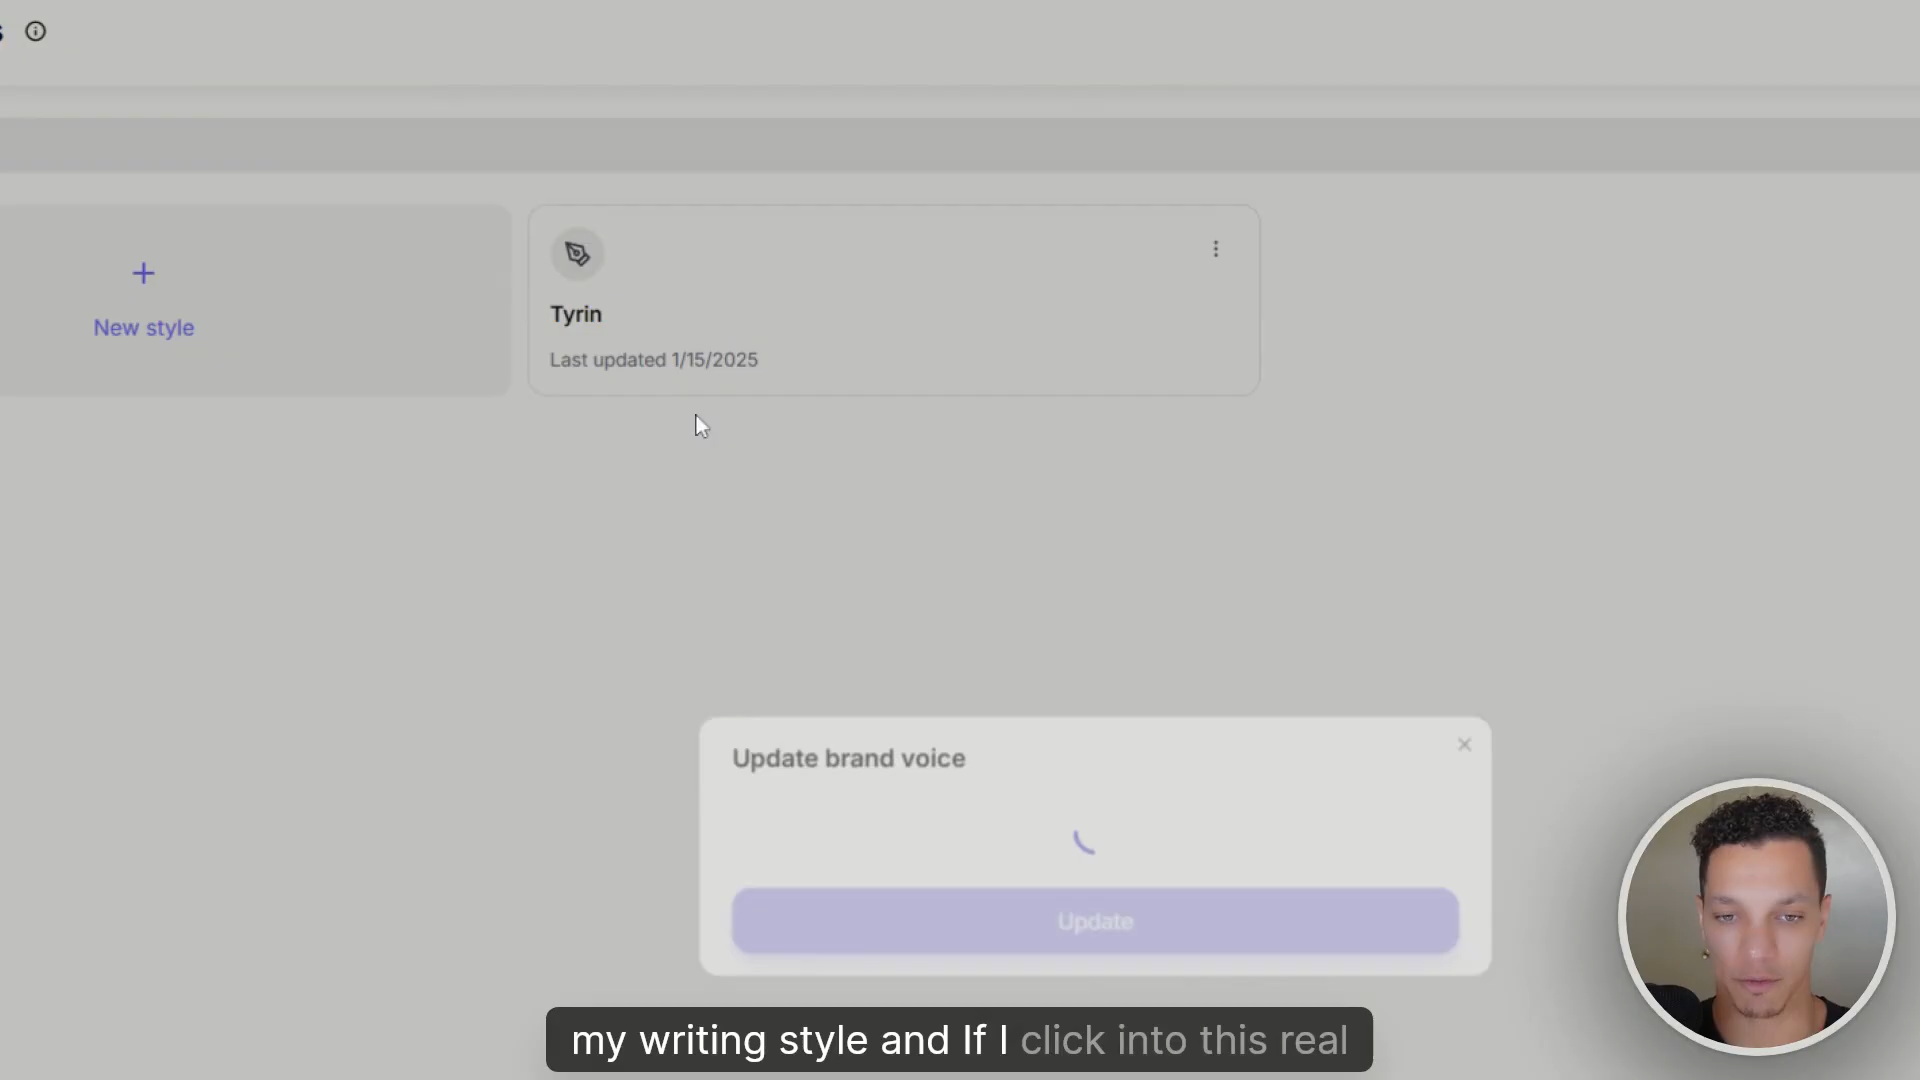 New style
Tyrin
Last updated 1/15/2025
Update brand voice
Update
my writing style and If I click into this real